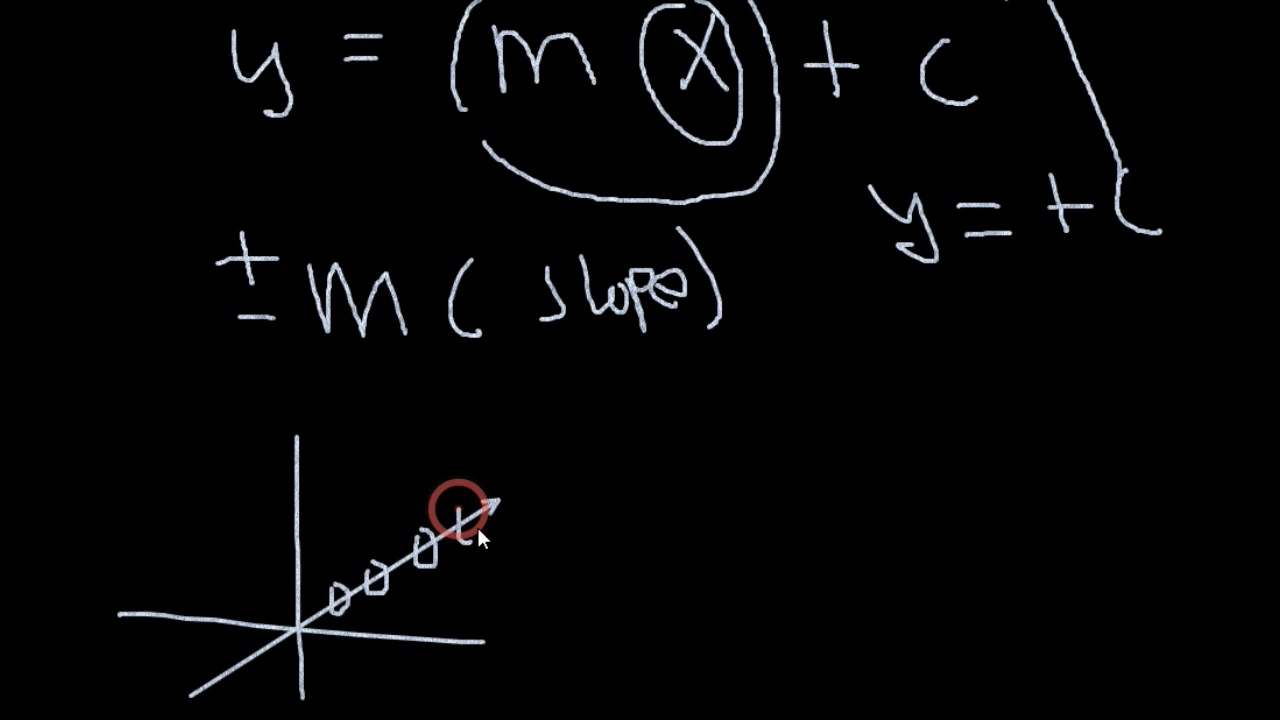 y = (m x) + c
y = + c
± m (slope)